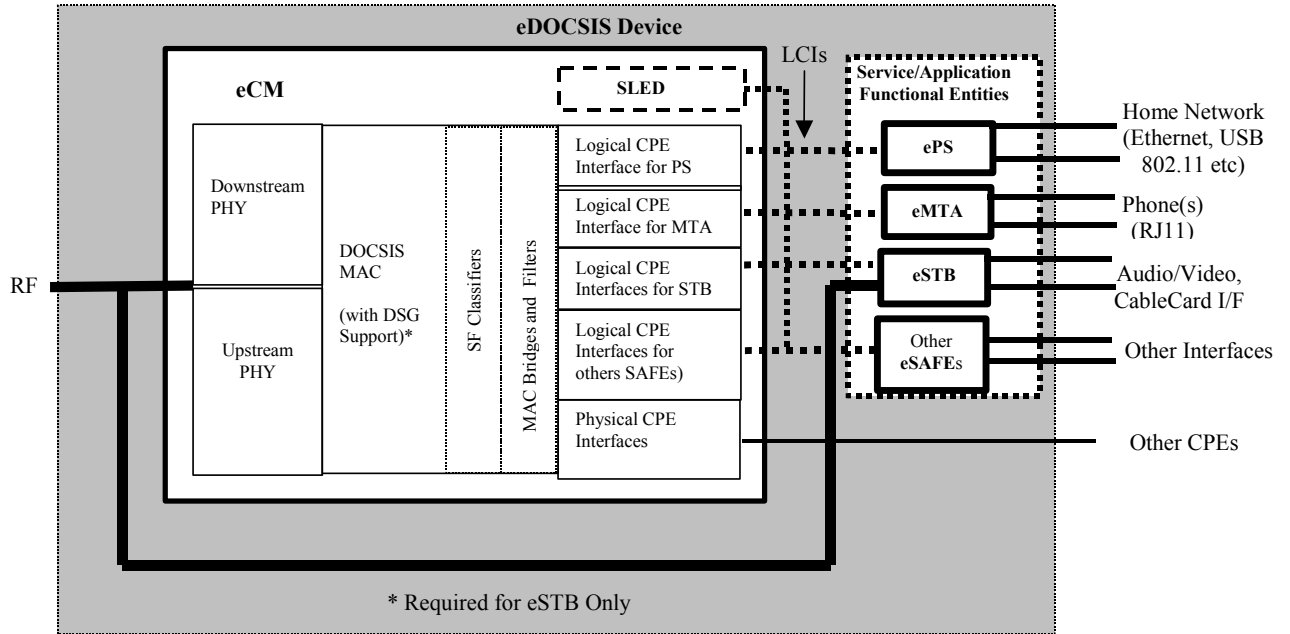 eDOCSIS Device
LCIs
eCM
SLED
Service/Application
Functional Entities
Downstream
PHY
Upstream
PHY
DOCSIS
MAC
(with DSG
Support)*
SF Classifiers
MAC Bridges and Filters
Logical CPE
Interface for PS
Logical CPE
Interface for MTA
Logical CPE
Interfaces for STB
Logical CPE
Interfaces for
others SAFEs)
Physical CPE
Interfaces
ePS
eMTA
eSTB
Other
eSAFEs
Home Network
(Ethernet, USB
802.11 etc)
Phone(s)
(RJ11)
Audio/Video,
CableCard I/F
Other Interfaces
Other CPEs
RF
* Required for eSTB Only